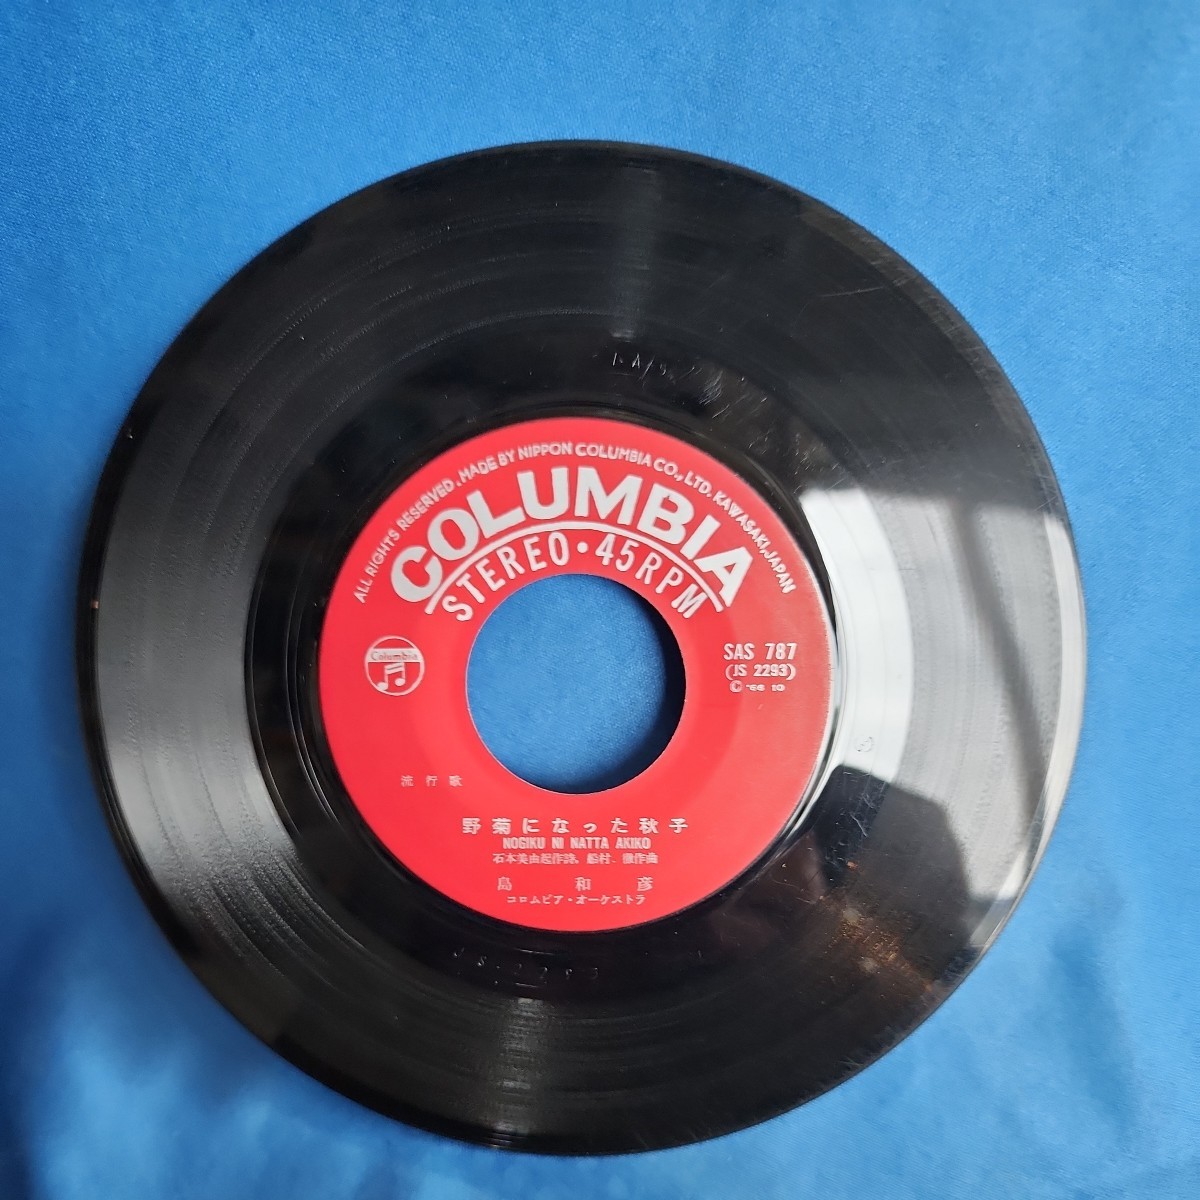 ALL RIGHTS RESERVED. MADE BY NIPPON COLUMBIA CO., LTD. KAWASAKI, JAPAN
COLUMBIA
STEREO・45RPM
Columbia
SAS 787
(JS 2293)
© '66 10
流行歌
野菊になった秋子
NOGIKU NI NATTA AKIKO
石本美由起作詩, 船村 徹作曲
島 和彦
コロムビア・オーケストラ